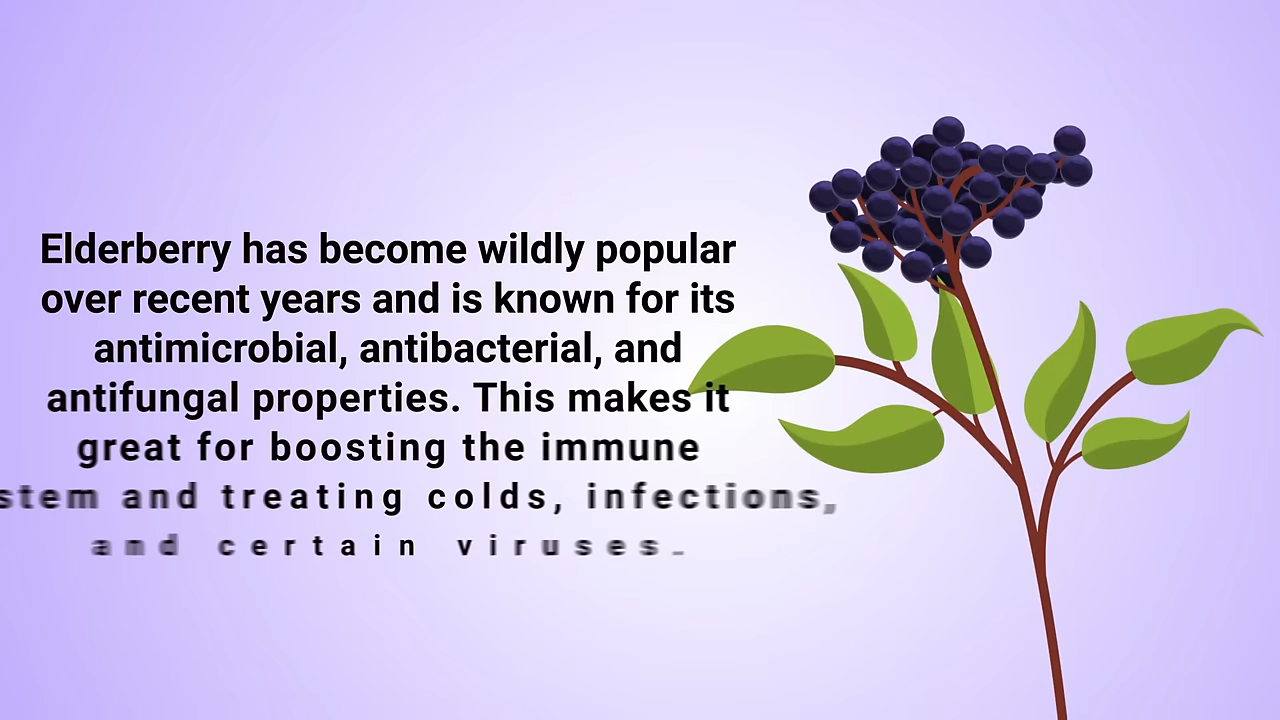 Elderberry has become wildly popular
over recent years and is known for its
antimicrobial, antibacterial, and
antifungal properties. This makes it
great for boosting the immune
stem and treating colds, infections,
and certain viruses.